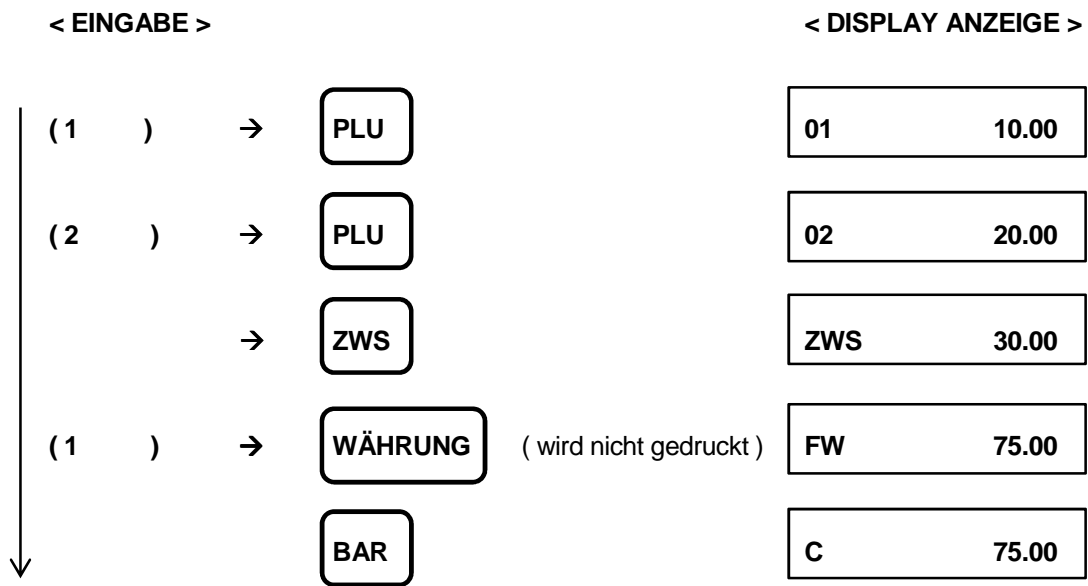 < EINGABE > < DISPLAY ANZEIGE >
( 1 ) → PLU 01 10.00
( 2 ) → PLU 02 20.00
→ ZWS ZWS 30.00
( 1 ) → WÄHRUNG ( wird nicht gedruckt ) FW 75.00
BAR C 75.00